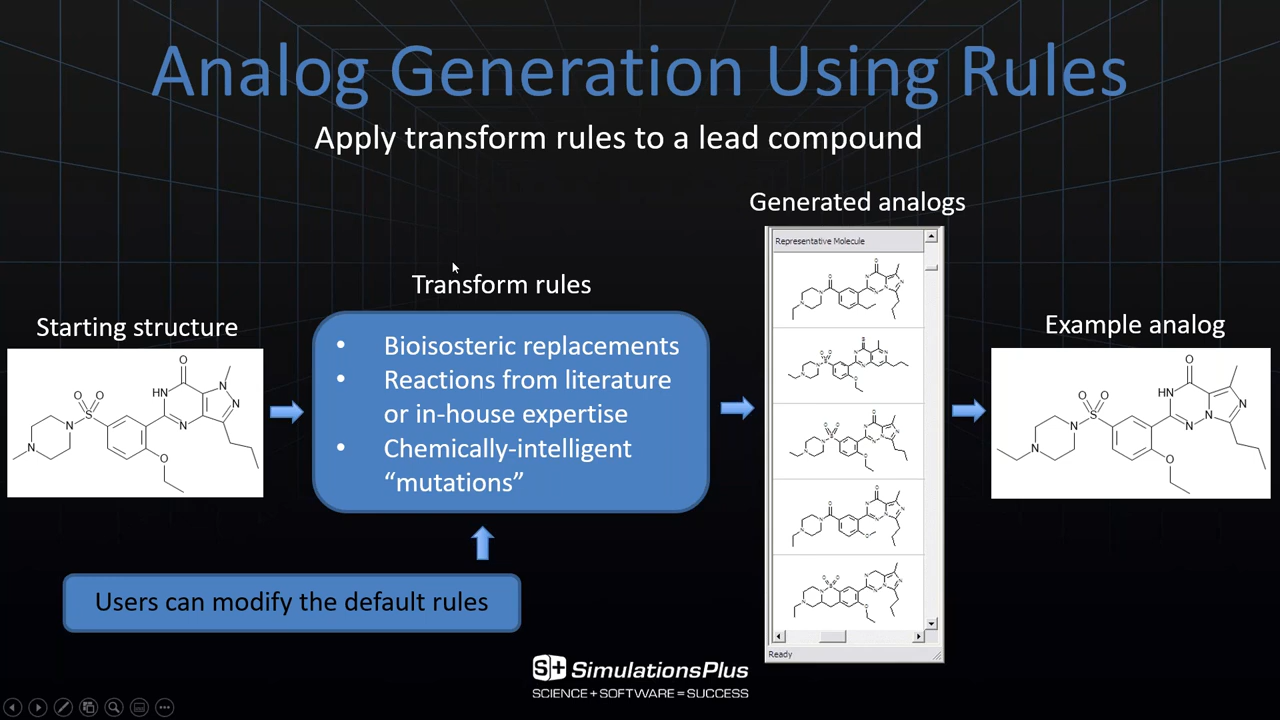 Analog Generation Using Rules
Apply transform rules to a lead compound
Starting structure
Transform rules
• Bioisosteric replacements
• Reactions from literature
or in-house expertise
• Chemically-intelligent
“mutations”
Users can modify the default rules
Generated analogs
Representative Molecule
Ready
Example analog
S+ SimulationsPlus
SCIENCE + SOFTWARE = SUCCESS